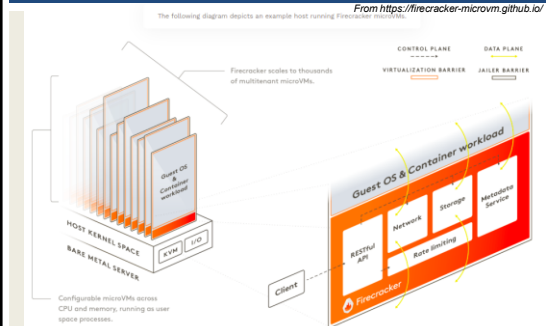 From https://firecracker-microvm.github.io/
The following diagram depicts an example host running Firecracker microVMs.
CONTROL PLANE
DATA PLANE
VIRTUALIZATION BARRIER
JAILER BARRIER
Firecracker scales to thousands
of multitenant microVMs.
Guest OS
&
Container
workload
HOST KERNEL SPACE
KVM
I/O
BARE METAL SERVER
Configurable microVMs across
CPU and memory, running as user
space processes.
Guest OS & Container workload
RESTful
API
Network
Storage
Metadata
Service
Rate limiting
Client
Firecracker